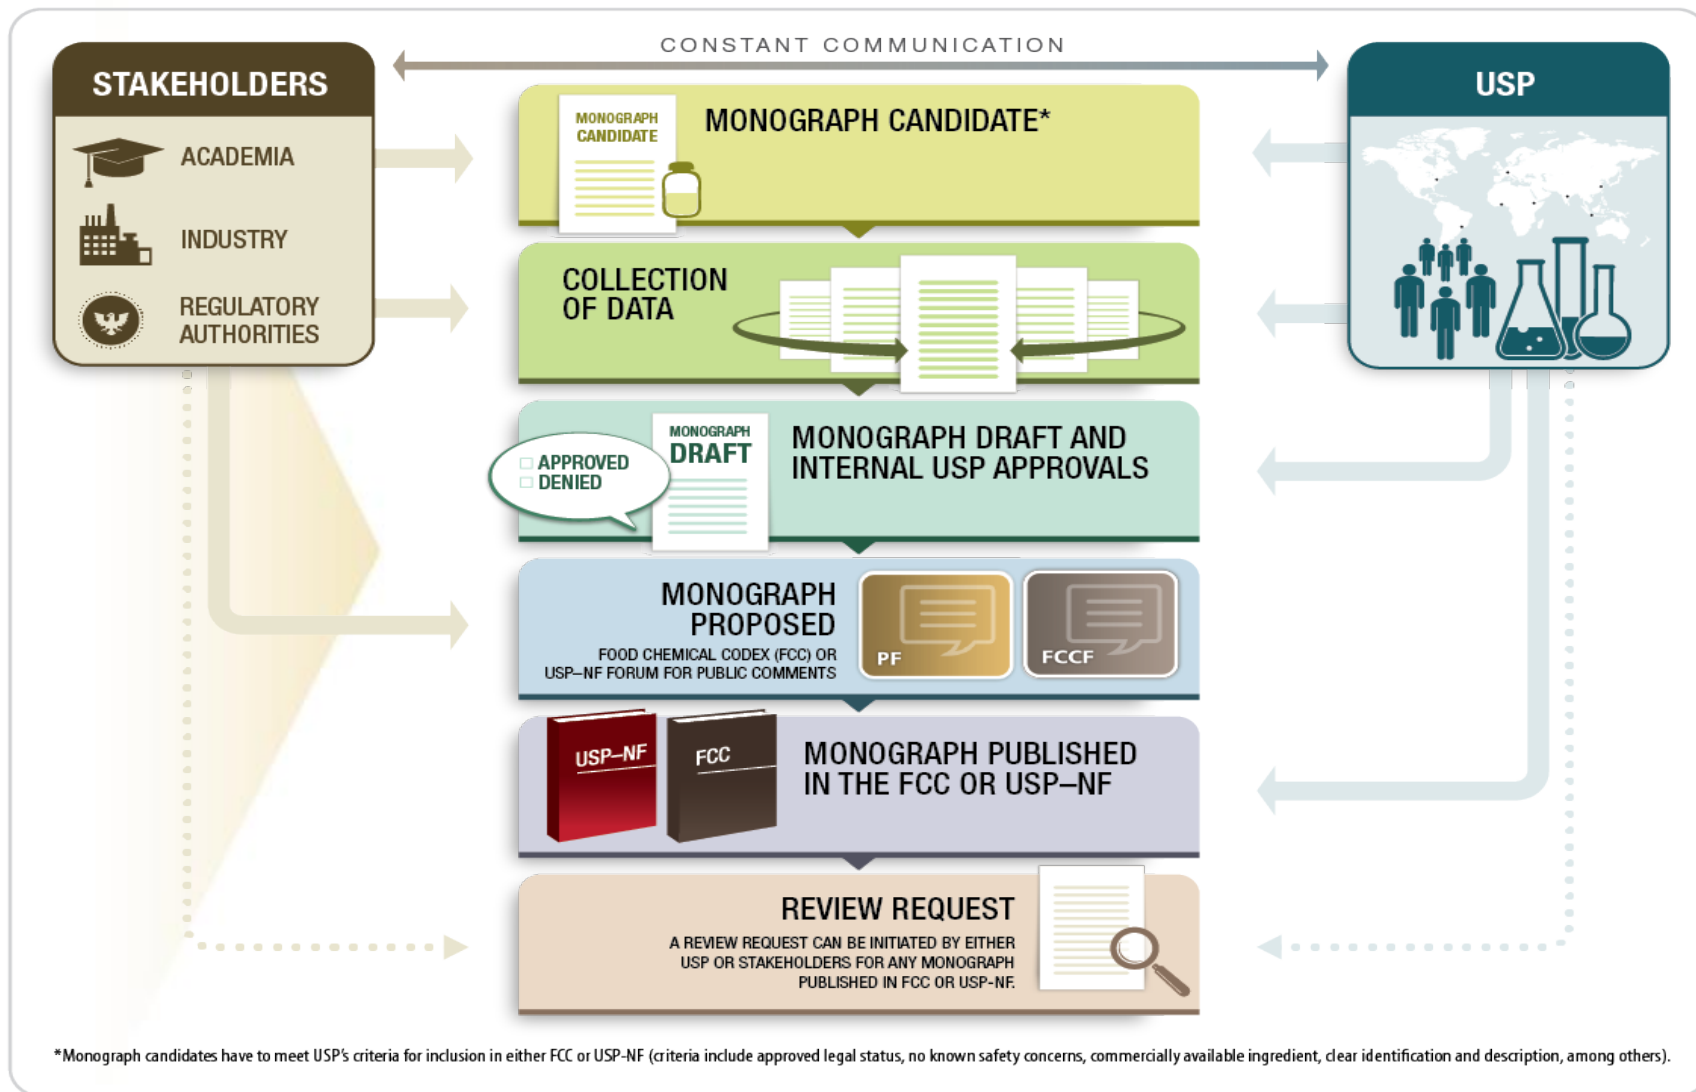 CONSTANT COMMUNICATION
STAKEHOLDERS
ACADEMIA
INDUSTRY
REGULATORY
AUTHORITIES
USP
MONOGRAPH
CANDIDATE
MONOGRAPH CANDIDATE*
COLLECTION
OF DATA
APPROVED
DENIED
MONOGRAPH
DRAFT
MONOGRAPH DRAFT AND
INTERNAL USP APPROVALS
MONOGRAPH
PROPOSED
FOOD CHEMICAL CODEX (FCC) OR
USP–NF FORUM FOR PUBLIC COMMENTS
PF
FCCF
USP–NF
FCC
MONOGRAPH PUBLISHED
IN THE FCC OR USP–NF
REVIEW REQUEST
A REVIEW REQUEST CAN BE INITIATED BY EITHER
USP OR STAKEHOLDERS FOR ANY MONOGRAPH
PUBLISHED IN FCC OR USP-NF.
*Monograph candidates have to meet USP's criteria for inclusion in either FCC or USP-NF (criteria include approved legal status, no known safety concerns, commercially available ingredient, clear identification and description, among others).